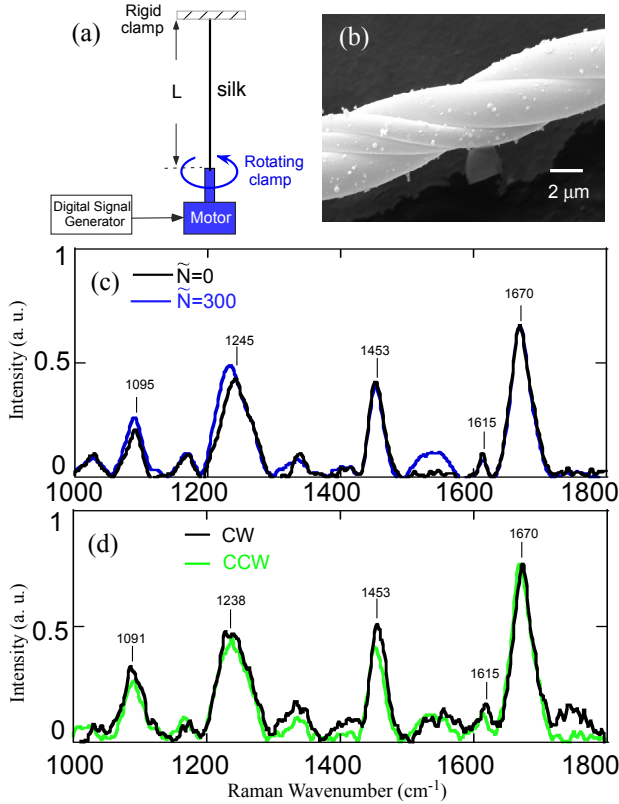 (a)
Rigid
clamp
L
silk
Rotating
clamp
Digital Signal
Generator
Motor
(b)
2 μm
(c)
Ñ=0
Ñ=300
1095
1245
1453
1615
1670
Intensity (a. u.)
1
0.5
0
1000 1200 1400 1600 1800
(d)
CW
CCW
1091
1238
1453
1615
1670
Intensity (a. u.)
1
0.5
0
1000 1200 1400 1600 1800
Raman Wavenumber (cm⁻¹)